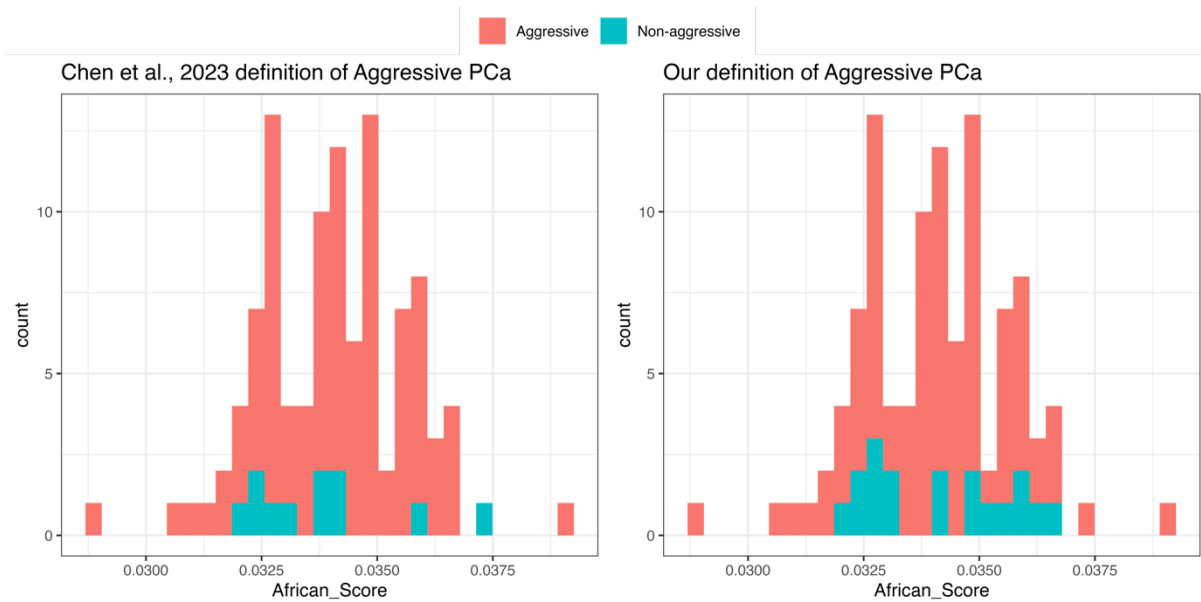 Aggressive Non-aggressive
Chen et al., 2023 definition of Aggressive PCa
Our definition of Aggressive PCa
count
10
5
0
0.0300 0.0325 0.0350 0.0375
African_Score
count
10
5
0
0.0300 0.0325 0.0350 0.0375
African_Score